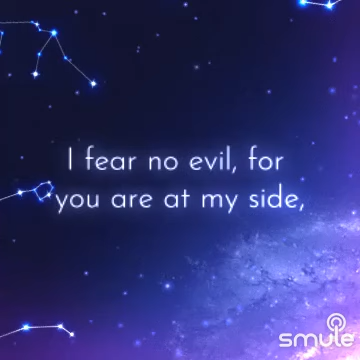 I fear no evil, for
you are at my side,
smule